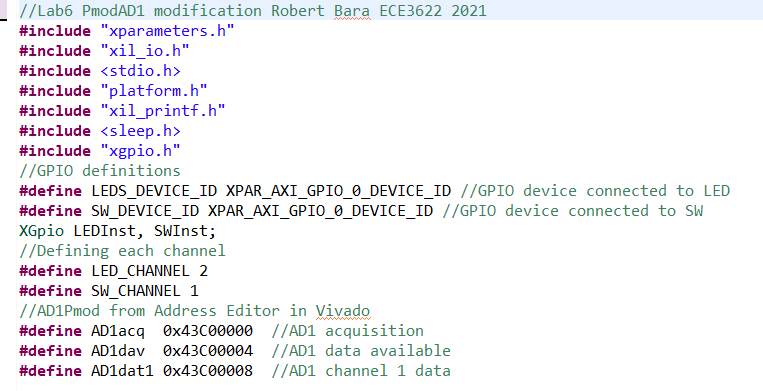 //Lab6 PmodAD1 modification Robert Bara ECE3622 2021
#include "xparameters.h"
#include "xil_io.h"
#include <stdio.h>
#include "platform.h"
#include "xil_printf.h"
#include <sleep.h>
#include "xgpio.h"
//GPIO definitions
#define LEDS_DEVICE_ID XPAR_AXI_GPIO_0_DEVICE_ID //GPIO device connected to LED
#define SW_DEVICE_ID XPAR_AXI_GPIO_0_DEVICE_ID //GPIO device connected to SW
XGpio LEDInst, SWInst;
//Defining each channel
#define LED_CHANNEL 2
#define SW_CHANNEL 1
//AD1Pmod from Address Editor in Vivado
#define AD1acq  0x43C00000  //AD1 acquisition
#define AD1dav  0x43C00004  //AD1 data available
#define AD1dat1 0x43C00008  //AD1 channel 1 data